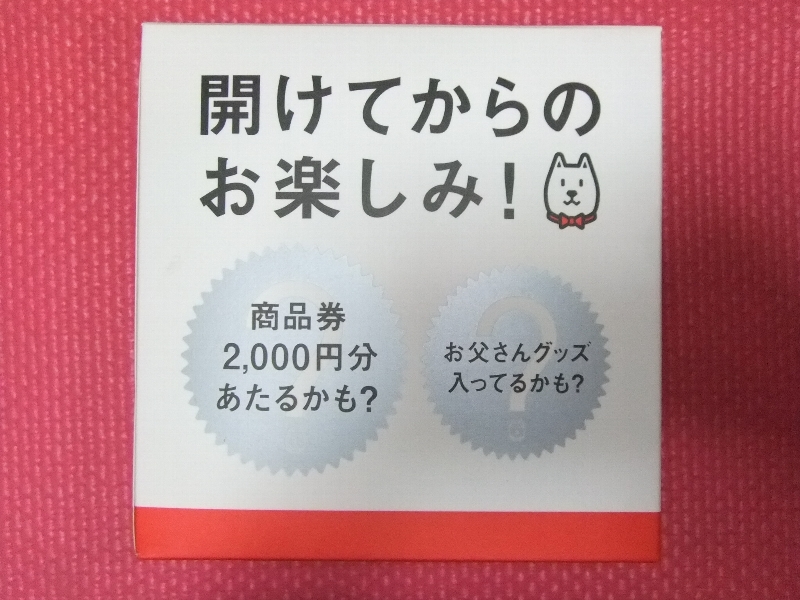 開けてからの
お楽しみ!
商品券
2,000円分
あたるかも?
お父さんグッズ
入ってるかも?